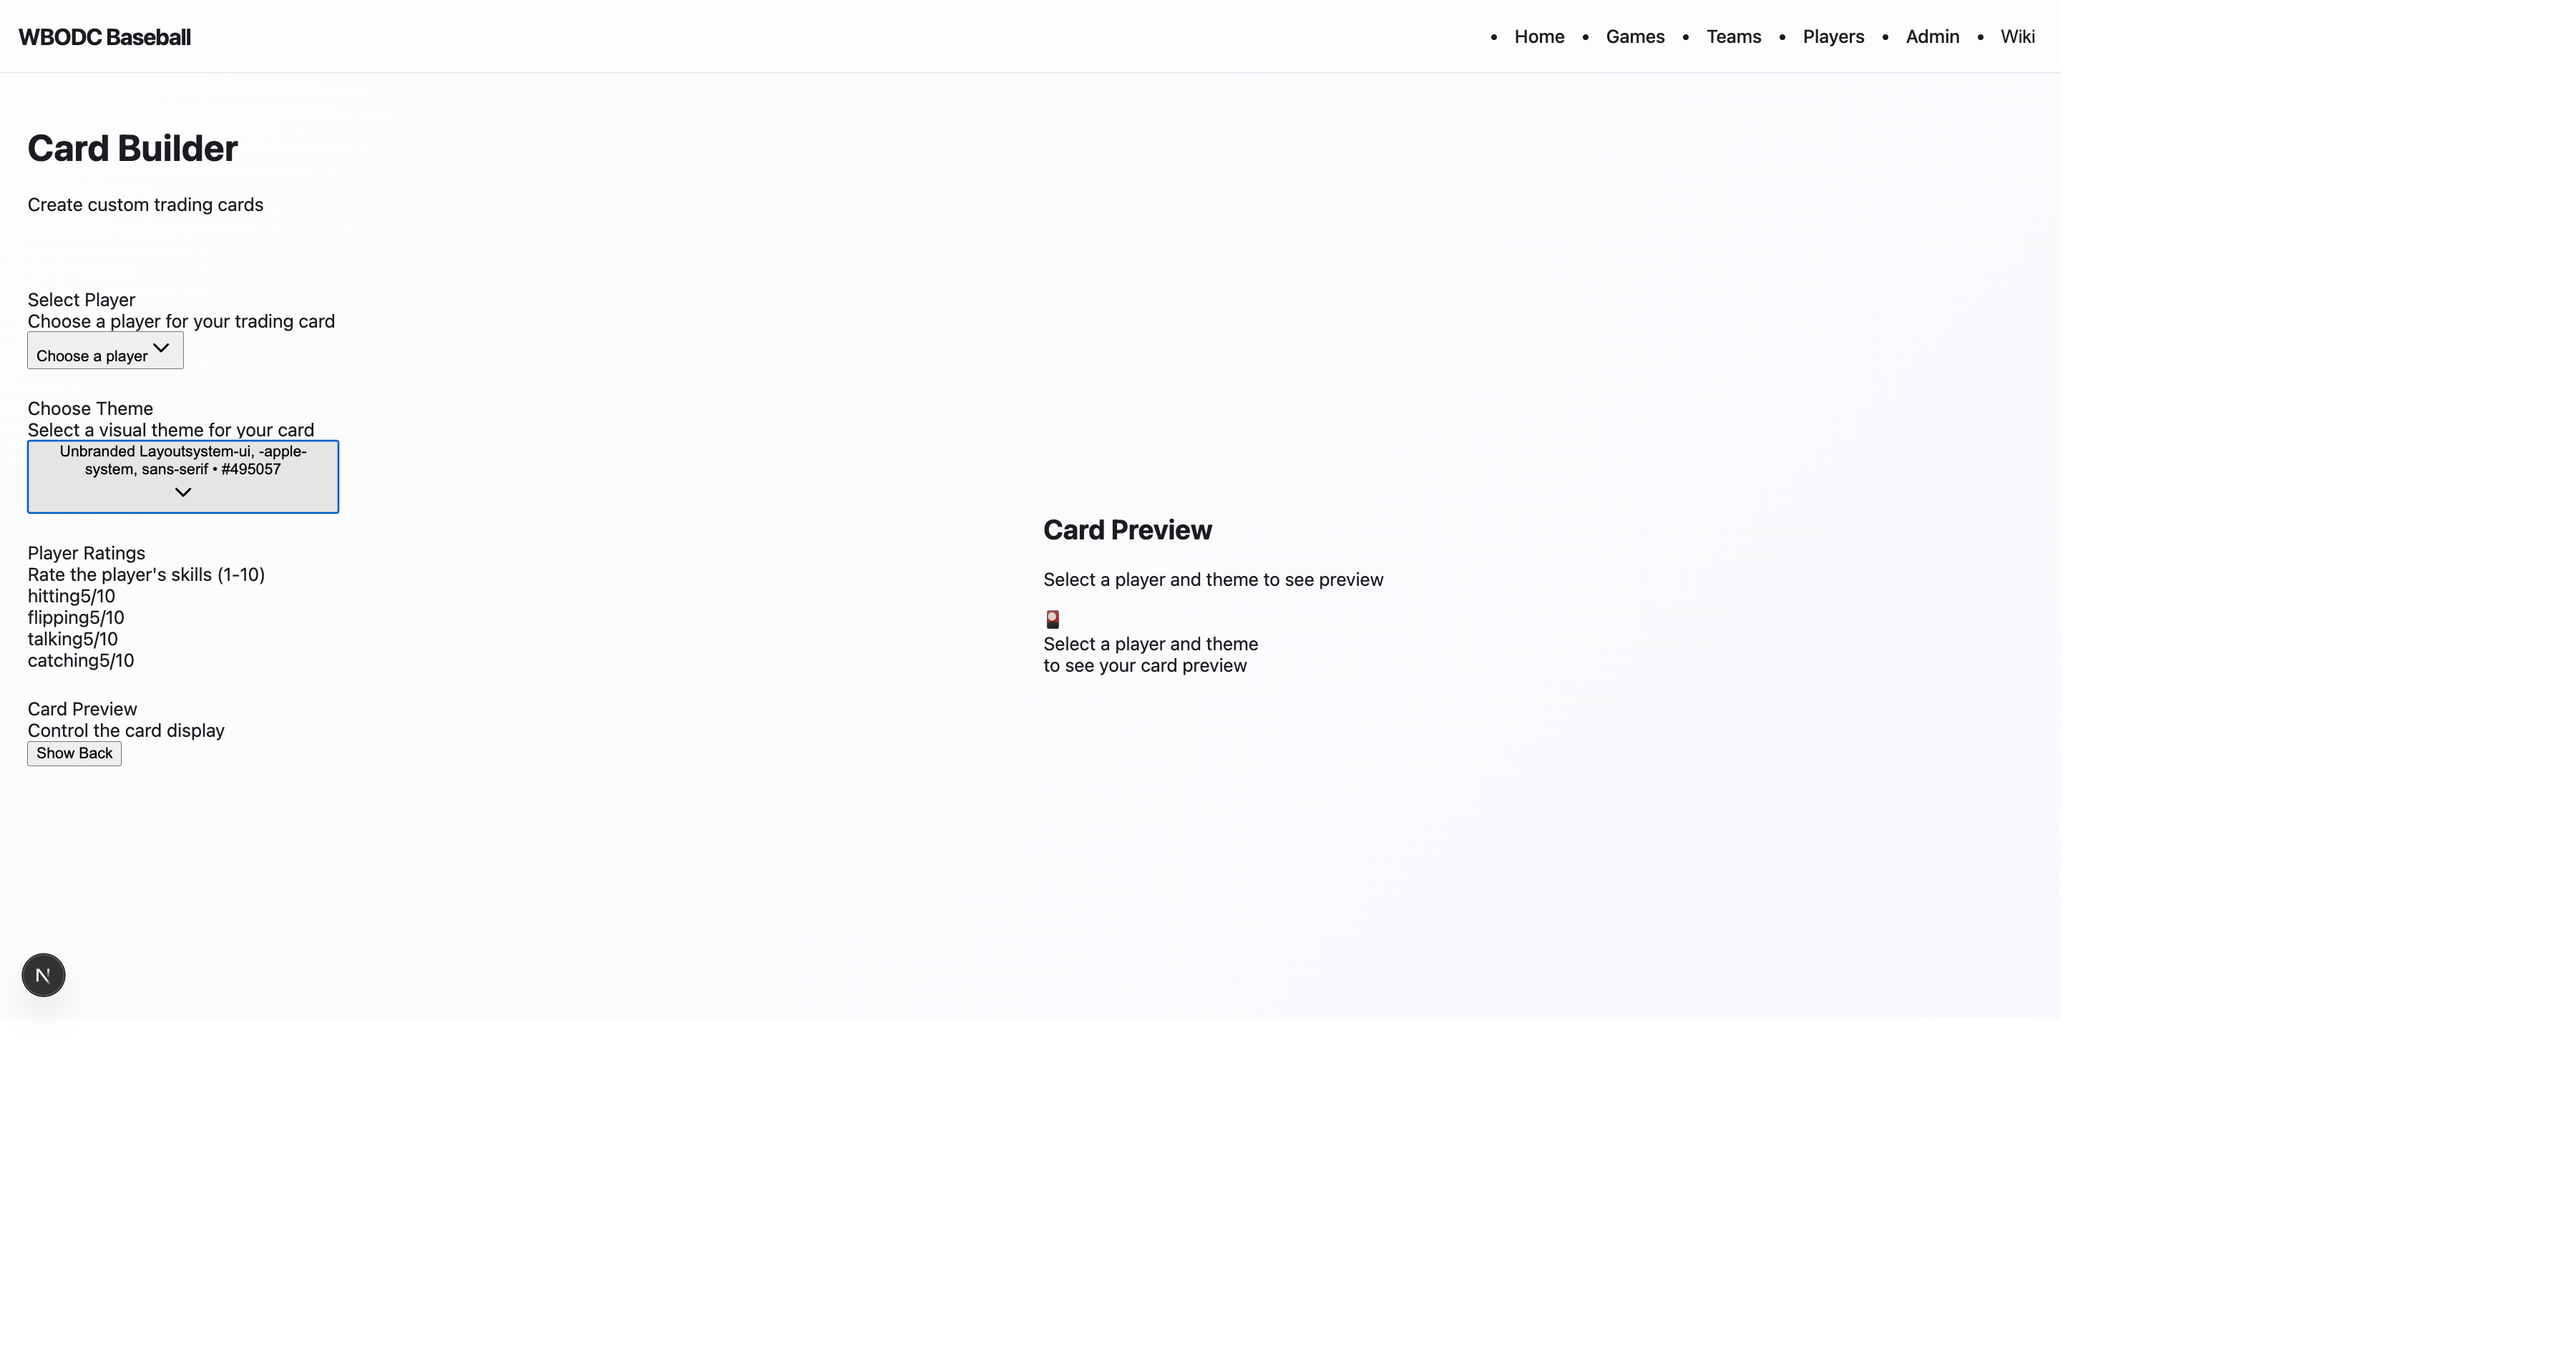 WBODC Baseball
• Home • Games • Teams • Players • Admin • Wiki
Card Builder
Create custom trading cards
Select Player
Choose a player for your trading card
Choose a player
Choose Theme
Select a visual theme for your card
Unbranded Layoutsystem-ui, -apple-
system, sans-serif • #495057
Player Ratings
Rate the player's skills (1-10)
hitting5/10
flipping5/10
talking5/10
catching5/10
Card Preview
Control the card display
Show Back
Card Preview
Select a player and theme to see preview
Select a player and theme
to see your card preview
N